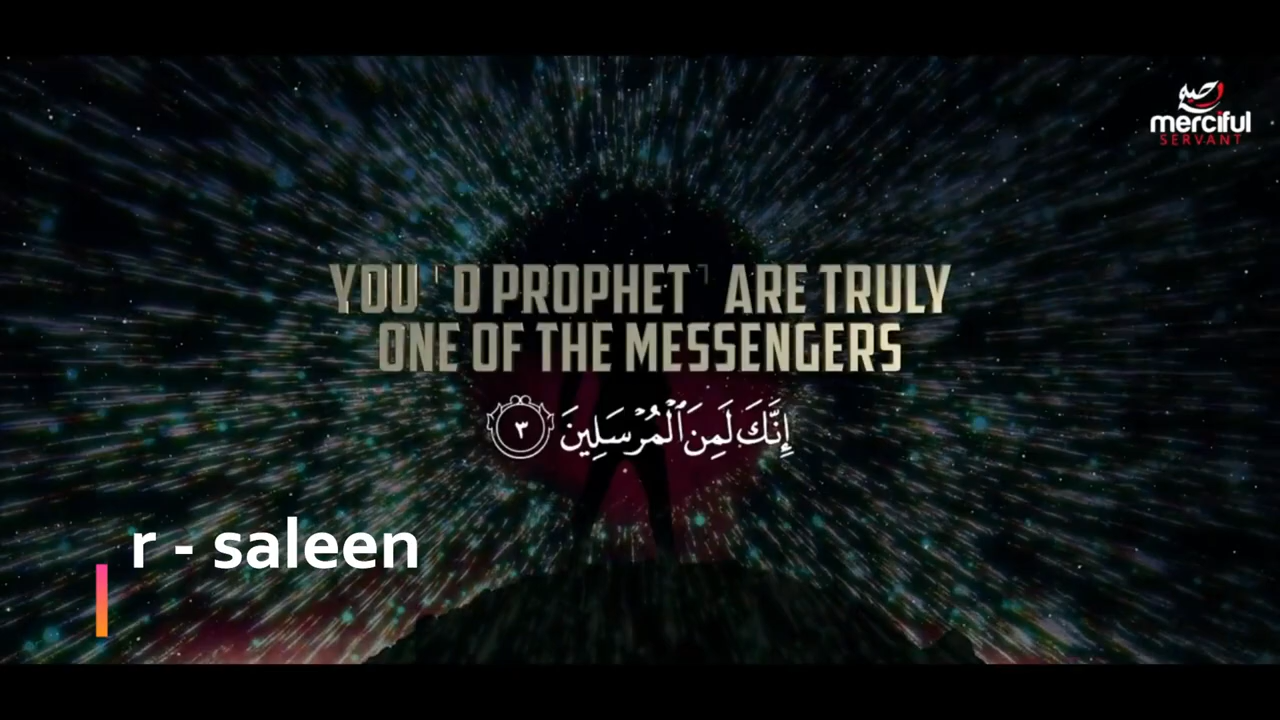 merciful
SERVANT
YOU ⸢O PROPHET⸣ ARE TRULY
ONE OF THE MESSENGERS
إِنَّكَ لَمِنَ ٱلْمُرْسَلِينَ ٣
r - saleen